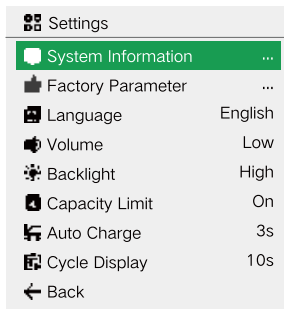 Settings
System Information ...
Factory Parameter ...
Language English
Volume Low
Backlight High
Capacity Limit On
Auto Charge 3s
Cycle Display 10s
Back